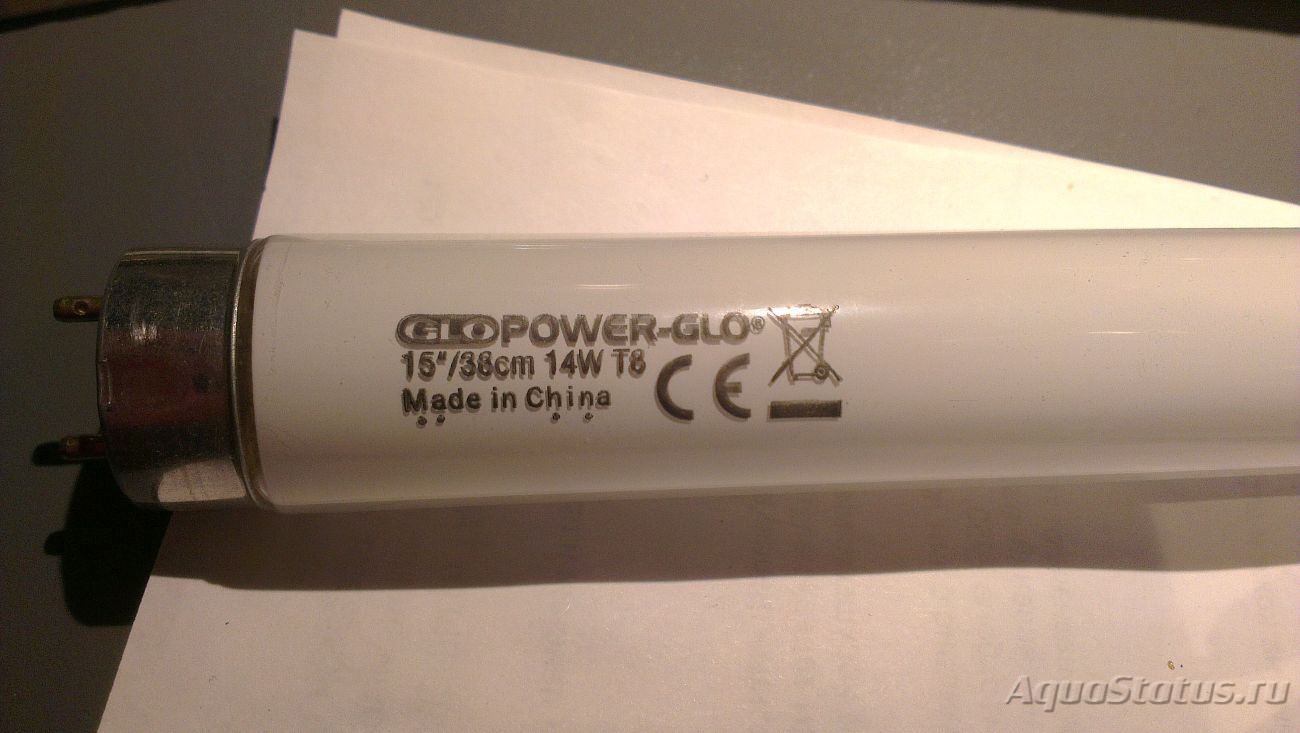 GLO POWER-GLO®
15"/38cm 14W T8
Made in China
CE
AquaStatus.ru